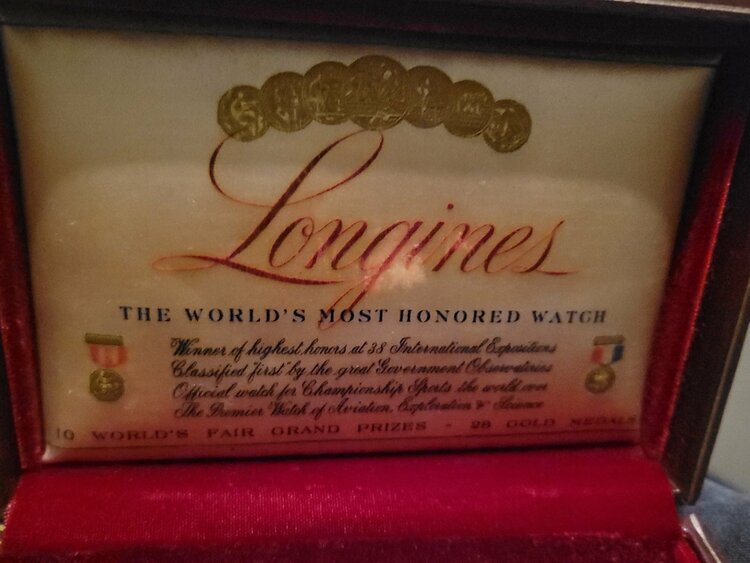 Longines
THE WORLD'S MOST HONORED WATCH
Winner of highest honors at 38 International Expositions
Classified "first" by the great Government Observatories
Official watch for Championship Sports the world over
The Premier Watch of Aviation, Exploration & Science
10 WORLD'S FAIR GRAND PRIZES - 28 GOLD MEDALS